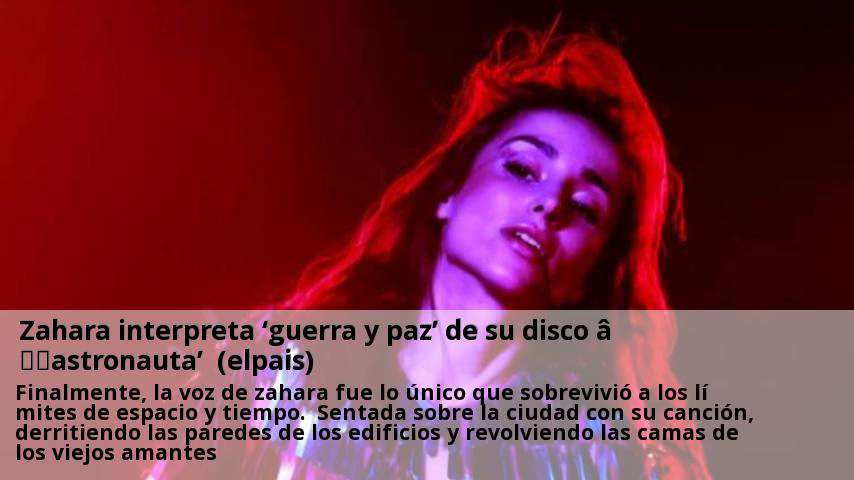 Zahara interpreta ‘guerra y paz’ de su disco â
▯▯astronauta’ (elpais)
Finalmente, la voz de zahara fue lo único que sobrevivió a los lí
mites de espacio y tiempo. Sentada sobre la ciudad con su canción,
derritiendo las paredes de los edificios y revolviendo las camas de
los viejos amantes